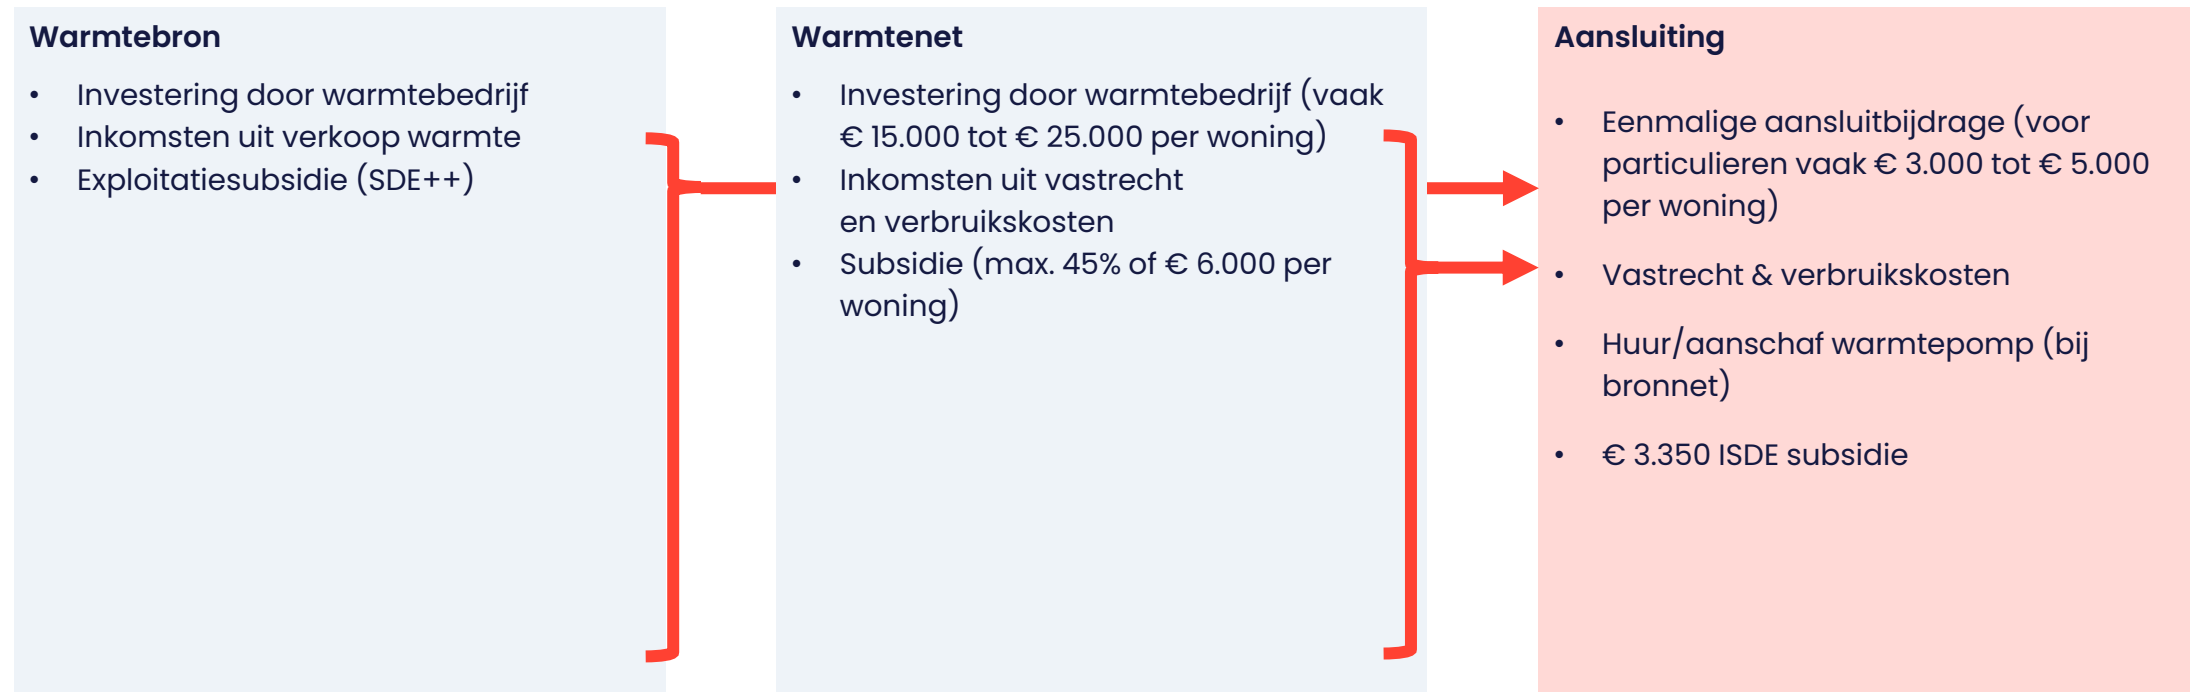 Warmtebron
• Investering door warmtebedrijf
• Inkomsten uit verkoop warmte
• Exploitatiesubsidie (SDE++)
Warmtenet
• Investering door warmtebedrijf (vaak
€ 15.000 tot € 25.000 per woning)
• Inkomsten uit vastrecht
en verbruikskosten
• Subsidie (max. 45% of € 6.000 per
woning)
Aansluiting
• Eenmalige aansluitbijdrage (voor
particulieren vaak € 3.000 tot € 5.000
per woning)
• Vastrecht & verbruikskosten
• Huur/aanschaf warmtepomp (bij
bronnet)
• € 3.350 ISDE subsidie